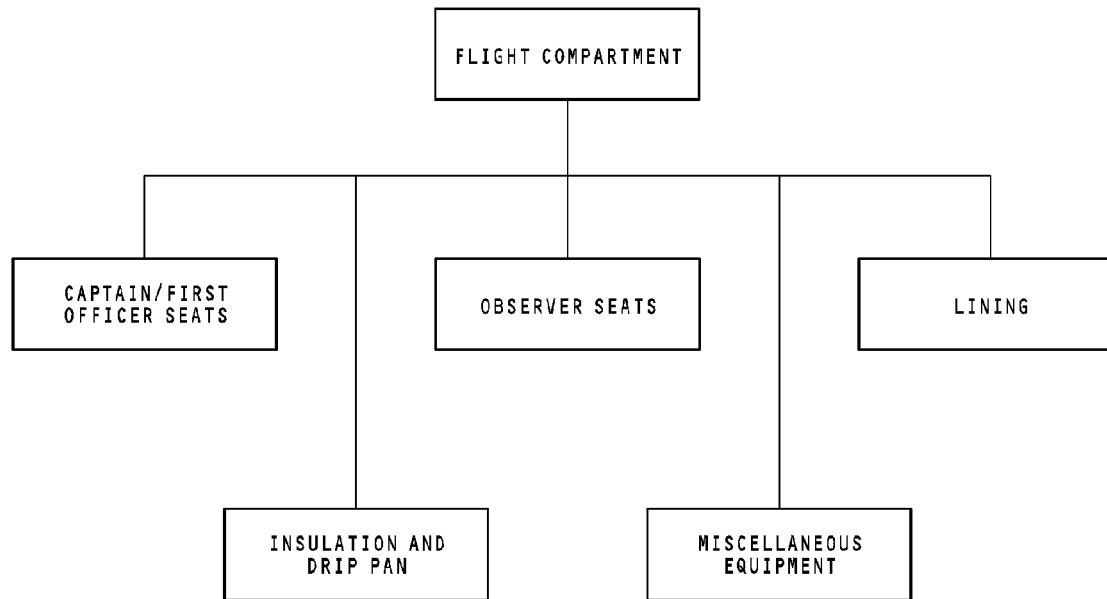 FLIGHT COMPARTMENT
CAPTAIN/FIRST
OFFICER SEATS
OBSERVER SEATS
LINING
INSULATION AND
DRIP PAN
MISCELLANEOUS
EQUIPMENT